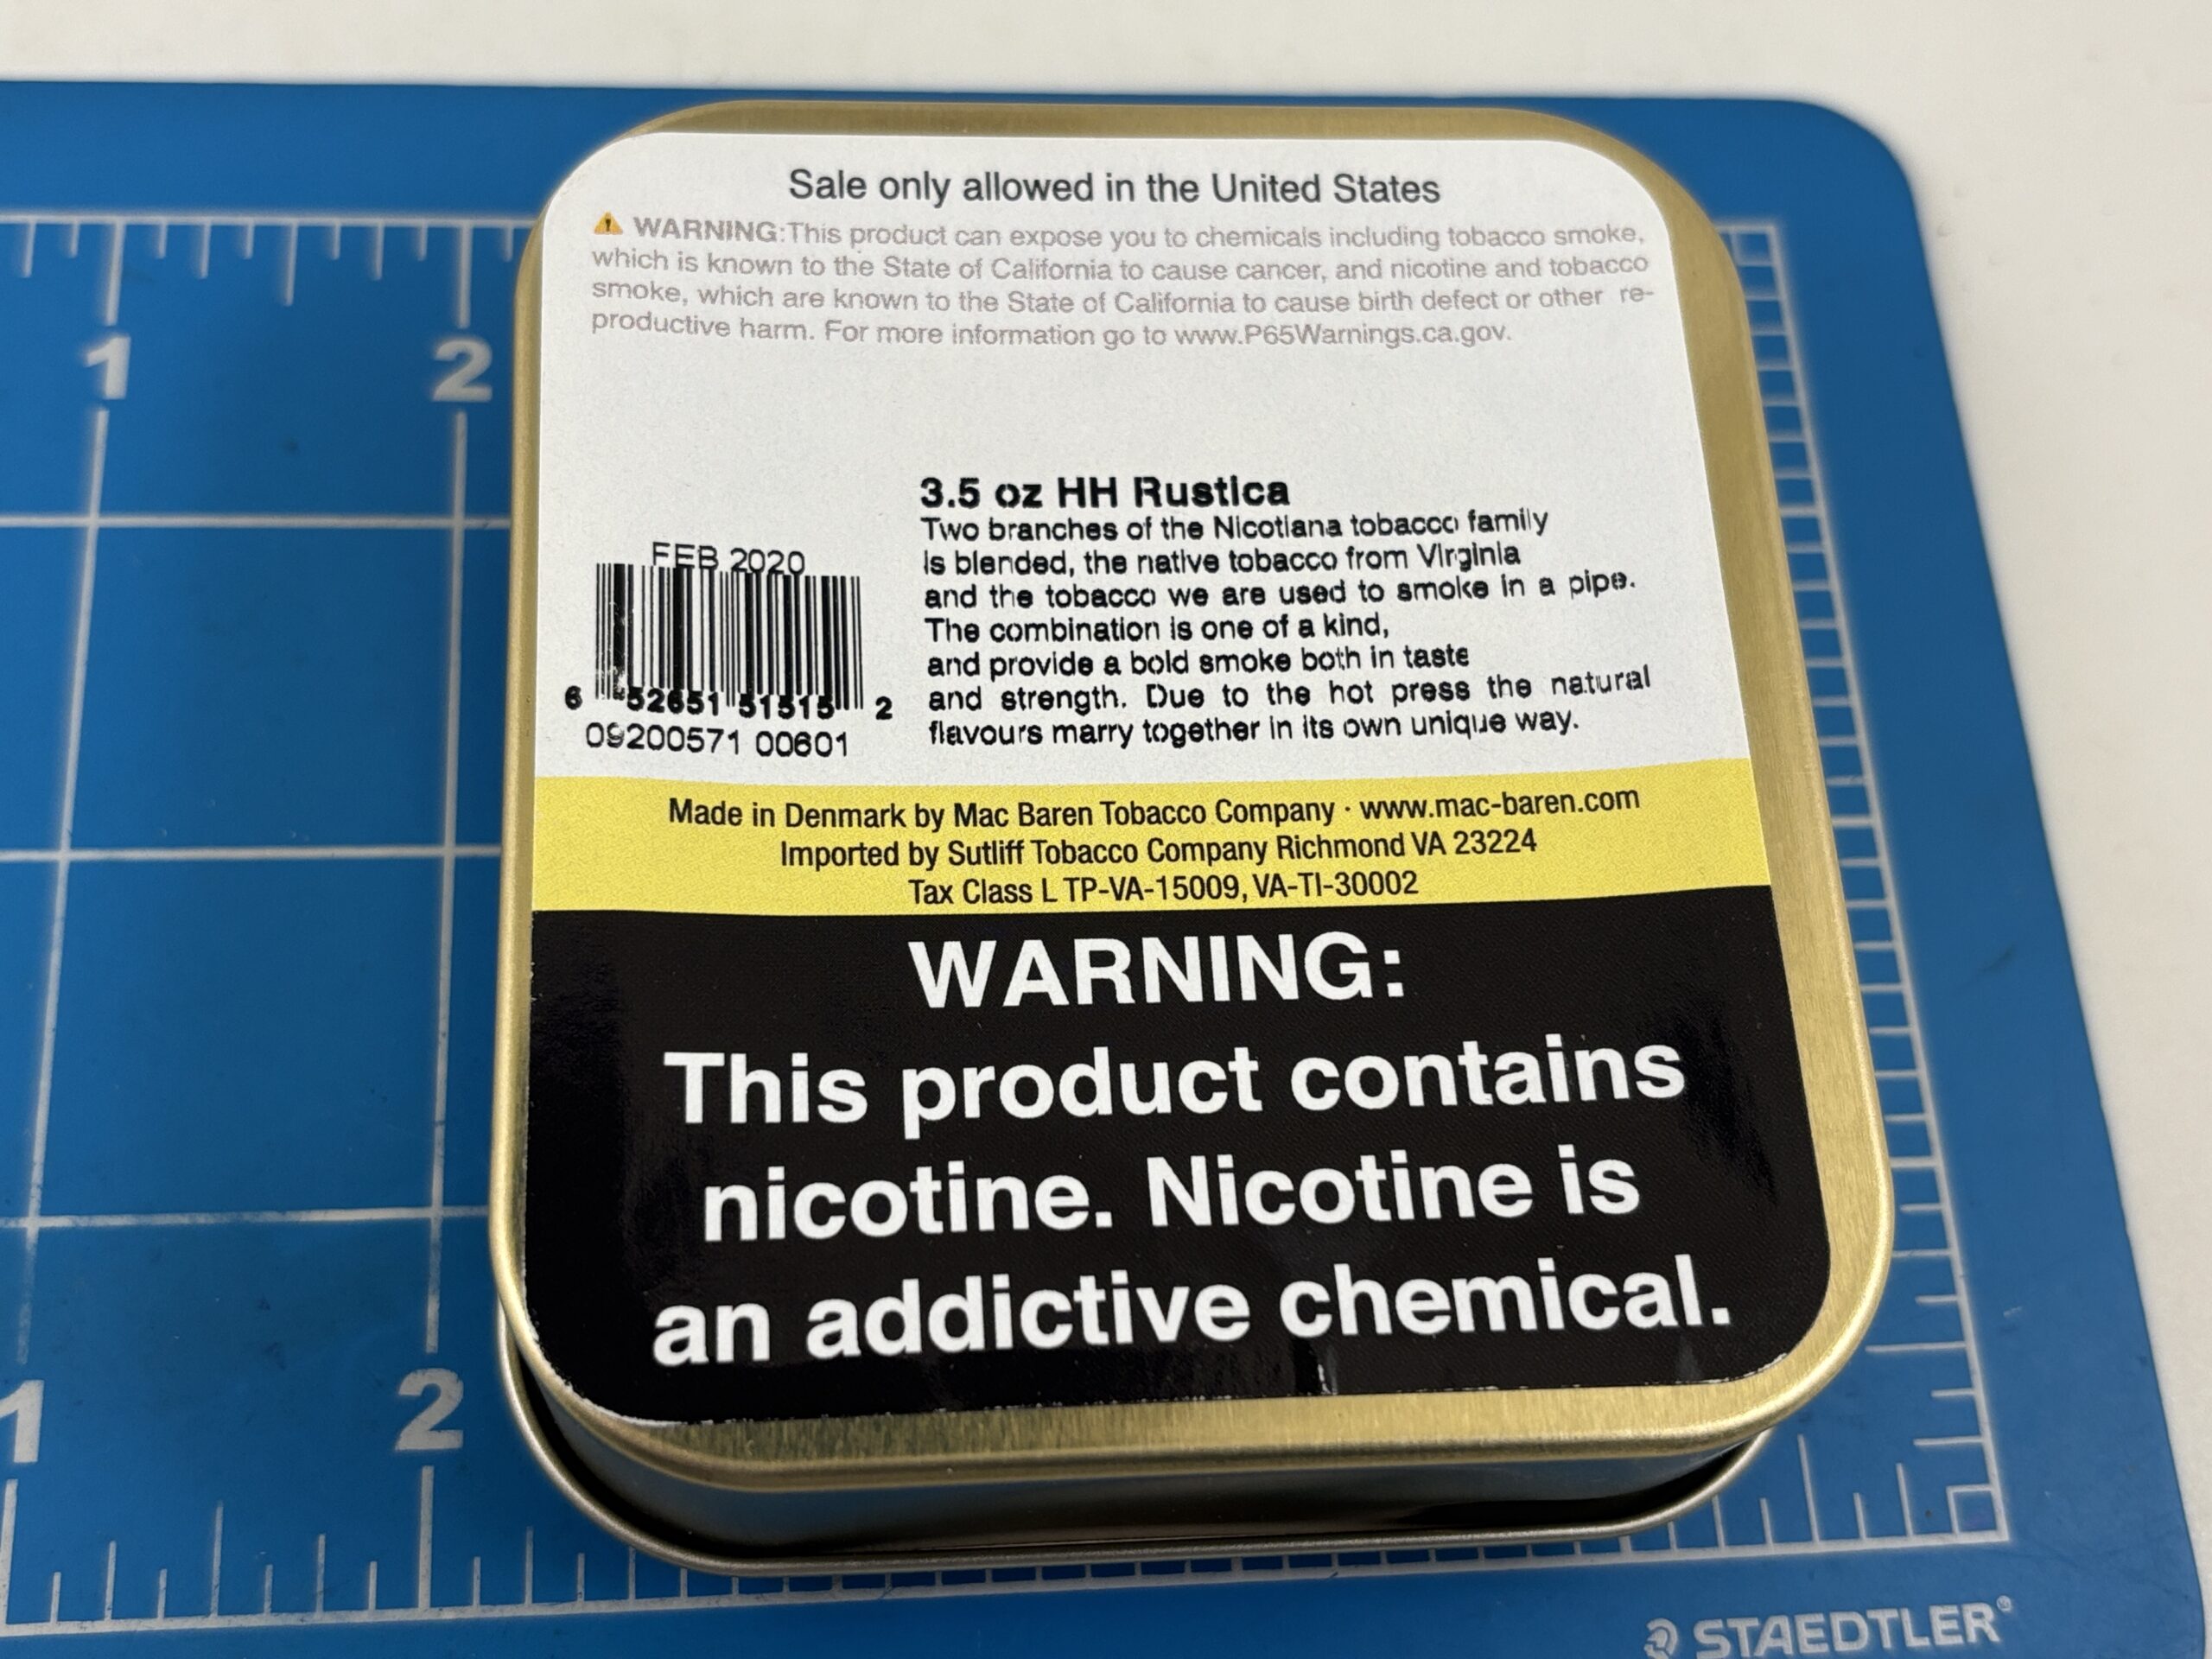 Sale only allowed in the United States
⚠ WARNING:This product can expose you to chemicals including tobacco smoke,
which is known to the State of California to cause cancer, and nicotine and tobacco
smoke, which are known to the State of California to cause birth defect or other re-
productive harm. For more information go to www.P65Warnings.ca.gov.
1
2
3.5 oz HH Rustica
Two branches of the Nicotiana tobacco family
is blended, the native tobacco from Virginia
and the tobacco we are used to smoke in a pipe.
The combination is one of a kind,
and provide a bold smoke both in taste
and strength. Due to the hot press the natural
flavours marry together in its own unique way.
FEB 2020
6 52651 51515 2
09200571 00601
Made in Denmark by Mac Baren Tobacco Company · www.mac-baren.com
Imported by Sutliff Tobacco Company Richmond VA 23224
Tax Class L TP-VA-15009, VA-TI-30002
WARNING:
This product contains
nicotine. Nicotine is
an addictive chemical.
1
2
STAEDTLER®